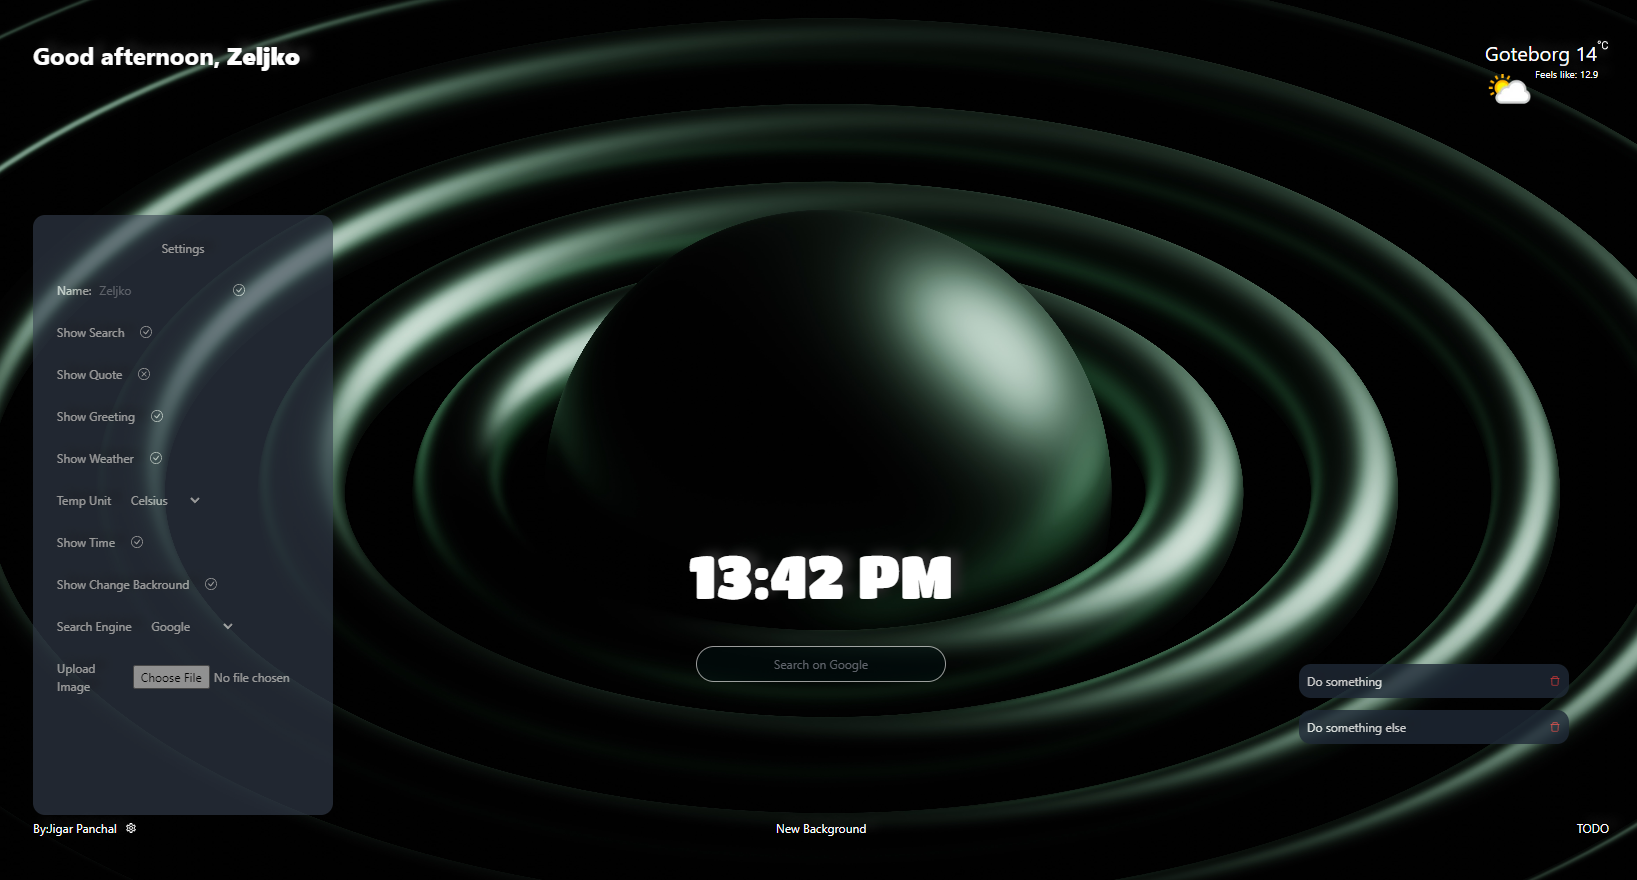 Good afternoon, Zeljko
Goteborg 14°C
Feels like: 12.9
Settings
Name: Zeljko
Show Search
Show Quote
Show Greeting
Show Weather
Temp Unit Celsius
Show Time
Show Change Backround
Search Engine Google
Upload
Image
Choose File No file chosen
13:42 PM
Search on Google
Do something
Do something else
By:Jigar Panchal
New Background
TODO